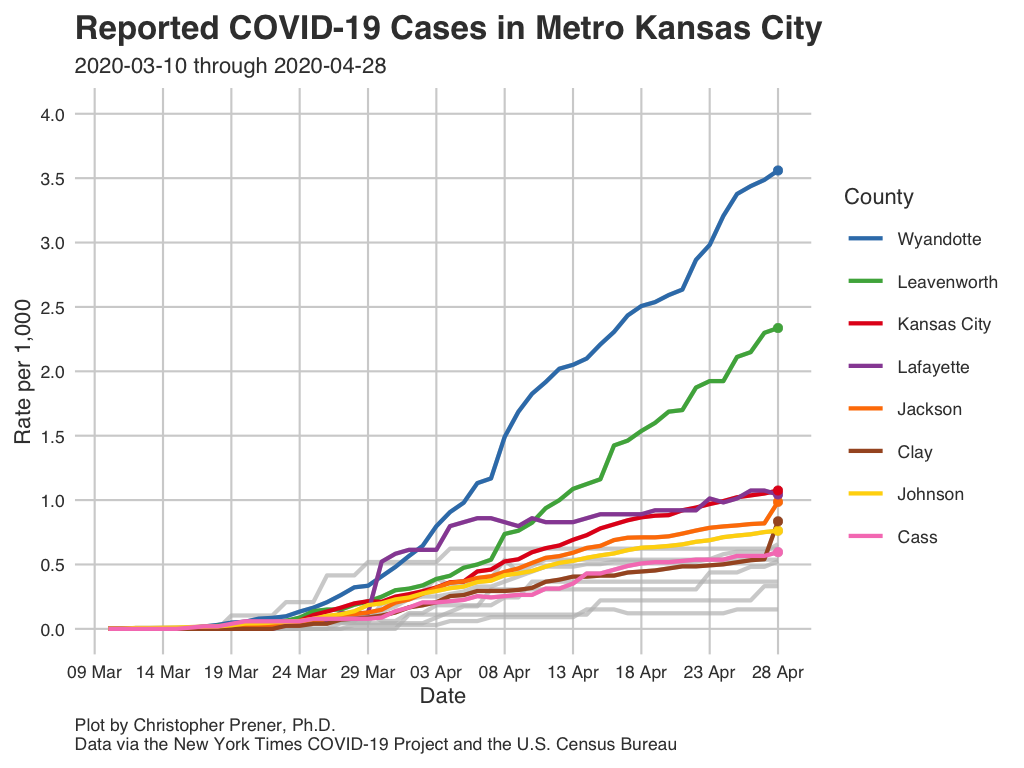 Reported COVID-19 Cases in Metro Kansas City
2020-03-10 through 2020-04-28
4.0
3.5
3.0
2.5
2.0
1.5
1.0
0.5
0.0
Rate per 1,000
09 Mar 14 Mar 19 Mar 24 Mar 29 Mar 03 Apr 08 Apr 13 Apr 18 Apr 23 Apr 28 Apr
Date
County
Wyandotte
Leavenworth
Kansas City
Lafayette
Jackson
Clay
Johnson
Cass
Plot by Christopher Prener, Ph.D.
Data via the New York Times COVID-19 Project and the U.S. Census Bureau